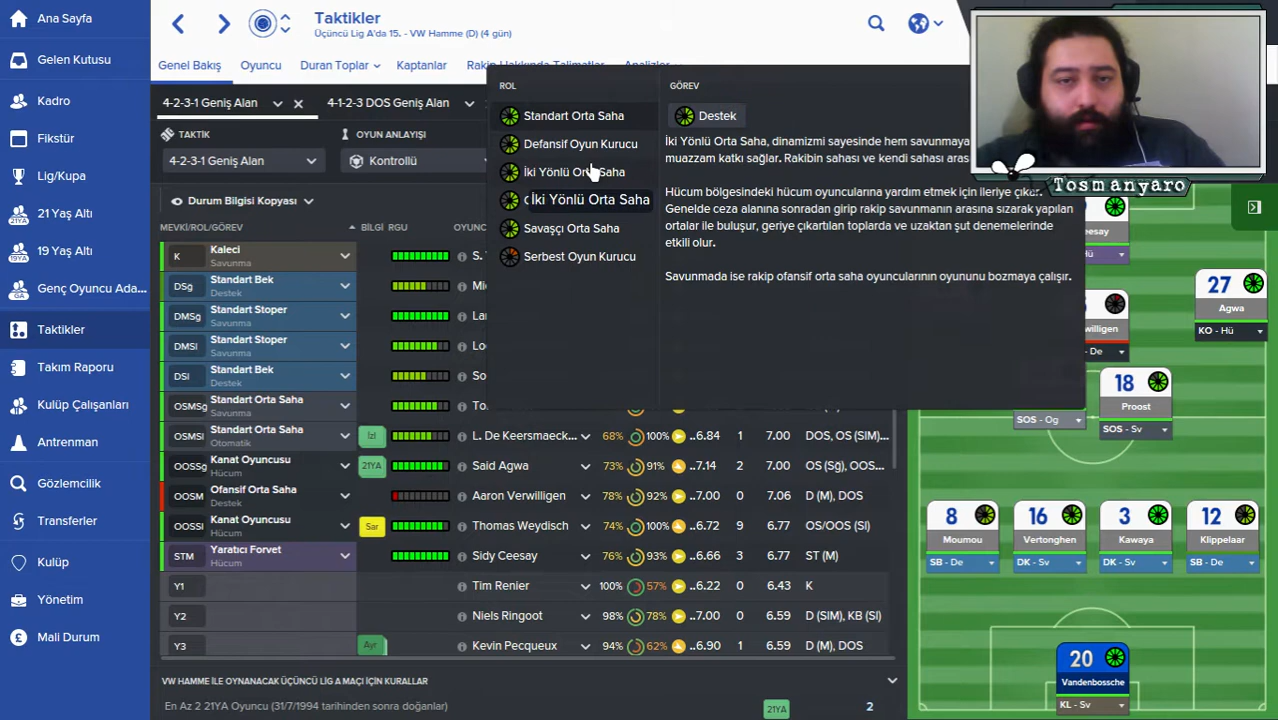 Ana Sayfa
Gelen Kutusu
Kadro
Fikstür
Lig/Kupa
21YA
21 Yaş Altı
19YA
19 Yaş Altı
GA
Genç Oyuncu Ada...
Taktikler
Takım Raporu
Kulüp Çalışanları
Antrenman
Gözlemcilik
Transferler
Kulüp
Yönetim
Mali Durum
Taktikler
Üçüncü Lig A'da 15. - VW Hamme (D) (4 gün)
Genel Bakış
Oyuncu
Duran Toplar
Kaptanlar
4-2-3-1 Geniş Alan
4-1-2-3 DOS Geniş Alan
TAKTİK
OYUN ANLAYIŞI
4-2-3-1 Geniş Alan
Kontrollü
Durum Bilgisi Kopyası
MEVKİ/ROL/GÖREV BİLGİ RGU
K Kaleci Savunma S.
DSg Standart Bek Destek
DMSg Standart Stoper Savunma
DMSl Standart Stoper Savunma
DSl Standart Bek Destek
OSMSg Standart Orta Saha Savunma
OSMSl Standart Orta Saha Otomatik İzl L. De Keersmaeck... 68% 100% ..6.84 1 7.00 DOS, OS (SİM)...
OOSSg Kanat Oyuncusu Hücum 21YA Said Agwa 73% 91% ..7.14 2 7.00 OS (Sğ), OOS...
OOSM Ofansif Orta Saha Destek Aaron Verwilligen 78% 92% ..7.00 0 7.06 D (M), DOS
OOSSl Kanat Oyuncusu Hücum Sar Thomas Weydisch 74% 100% ..6.72 9 6.77 OS/OOS (Sl)
STM Yaratıcı Forvet Hücum Sidy Ceesay 76% 93% ..6.66 3 6.77 ST (M)
Y1 Tim Renier 100% 57% ..6.22 0 6.43 K
Y2 Niels Ringoot 98% 78% ..7.00 0 6.59 D (SlM), KB (Sl)
Y3 Ayr Kevin Pecqueux 94% 62% ..6.90 1 6.59 D (M), DOS
VW HAMME İLE OYNANACAK ÜÇÜNCÜ LİG A MAÇI İÇİN KURALLAR
En Az 2 21YA Oyuncu (31/7/1994 tarihinden sonra doğanlar) 21YA 2
ROL
Standart Orta Saha
Defansif Oyun Kurucu
İki Yönlü Orta Saha
İki Yönlü Orta Saha
Savaşçı Orta Saha
Serbest Oyun Kurucu
GÖREV
Destek
İki Yönlü Orta Saha, dinamizmi sayesinde hem savunmaya
muazzam katkı sağlar. Rakibin sahası ve kendi sahası aras
Hücum bölgesindeki hücum oyuncularına yardım etmek için ileriye çıkar.
Genelde ceza alanına sonradan girip rakip savunmanın arasına sızarak yapılan
ortalar ile buluşur, geriye çıkartılan toplarda ve uzaktan şut denemelerinde
etkili olur.
Savunmada ise rakip ofansif orta saha oyuncularının oyununu bozmaya çalışır.
Tosmanyaro
27
Agwa
KO - Hü
18
Proost
SOS - Og
SOS - Sv
8
Moumou
SB - De
16
Vertonghen
DK - Sv
3
Kawaya
DK - Sv
12
Klippelaar
SB - De
20
Vandenbossche
KL - Sv